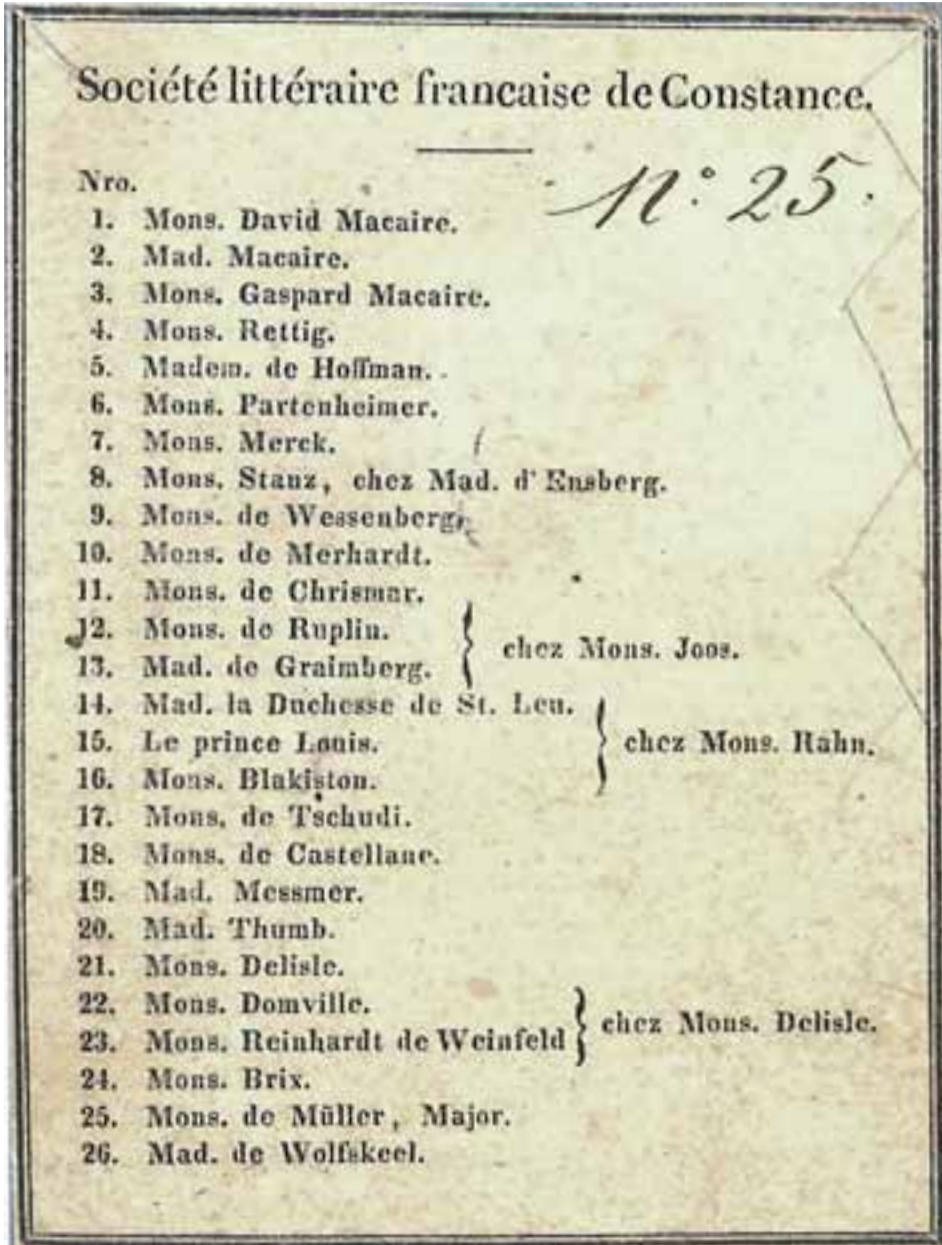 Société littéraire francaise de Constance.
Nro.
N.° 25.
1. Mons. David Macaire.
2. Mad. Macaire.
3. Mons. Gaspard Macaire.
4. Mons. Rettig.
5. Madem. de Hoffman.
6. Mons. Partenheimer.
7. Mons. Merck.
8. Mons. Stanz, chez Mad. d'Ensberg.
9. Mons. de Wessenberg.
10. Mons. de Merhardt.
11. Mons. de Chrismar.
12. Mons. de Ruplin.
13. Mad. de Graimberg.
chez Mons. Joos.
14. Mad. la Duchesse de St. Leu.
15. Le prince Louis.
16. Mons. Blakiston.
chez Mons. Rahn.
17. Mons. de Tschudi.
18. Mons. de Castellane.
19. Mad. Messmer.
20. Mad. Thumb.
21. Mons. Delisle.
22. Mons. Domville.
23. Mons. Reinhardt de Weinfeld
chez Mons. Delisle.
24. Mons. Brix.
25. Mons. de Müller, Major.
26. Mad. de Wolfskeel.